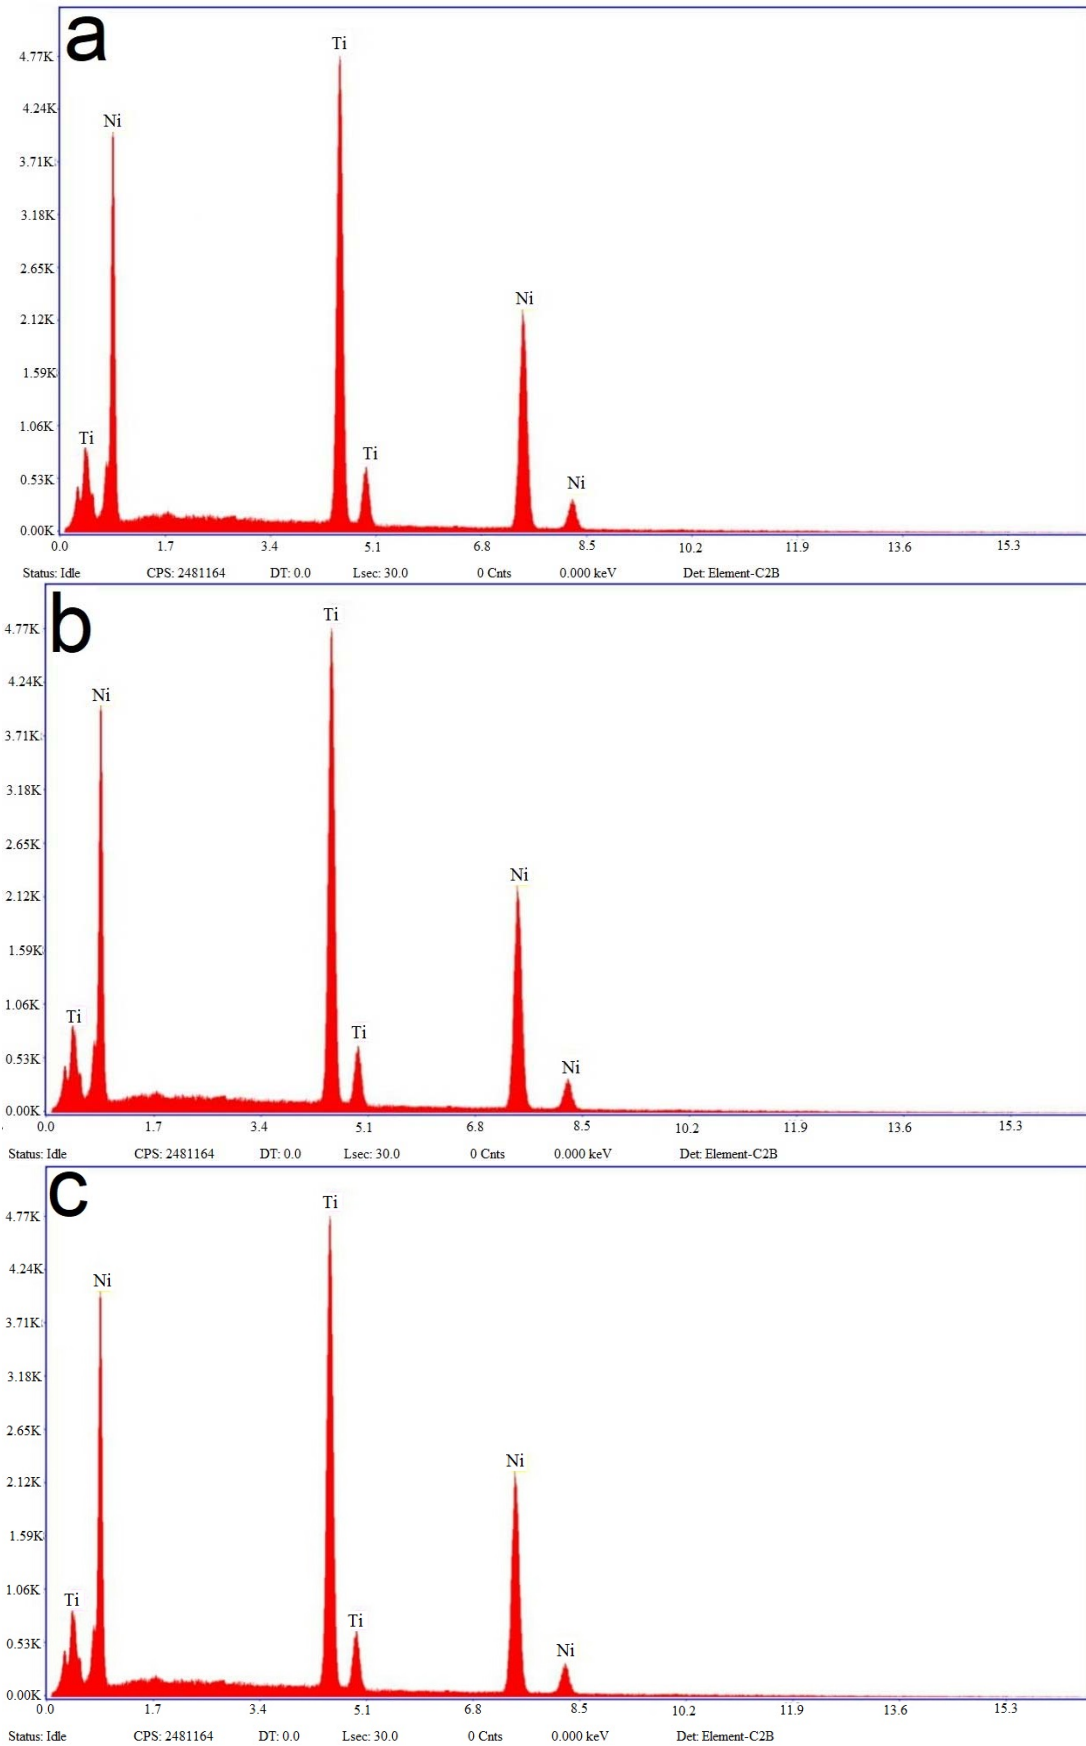 a
Ti
4.77K
4.24K
Ni
3.71K
3.18K
2.65K
Ni
2.12K
1.59K
1.06K
Ti
Ti
0.53K
Ni
0.00K
0.0 1.7 3.4 5.1 6.8 8.5 10.2 11.9 13.6 15.3
Status: Idle CPS: 2481164 DT: 0.0 Lsec: 30.0 0 Cnts 0.000 keV Det: Element-C2B
b
Ti
4.77K
4.24K
Ni
3.71K
3.18K
2.65K
2.12K
Ni
1.59K
1.06K
Ti
Ti
0.53K
Ni
0.00K
0.0 1.7 3.4 5.1 6.8 8.5 10.2 11.9 13.6 15.3
Status: Idle CPS: 2481164 DT: 0.0 Lsec: 30.0 0 Cnts 0.000 keV Det: Element-C2B
c
Ti
4.77K
4.24K
Ni
3.71K
3.18K
2.65K
Ni
2.12K
1.59K
1.06K
Ti
Ti
0.53K
Ni
0.00K
0.0 1.7 3.4 5.1 6.8 8.5 10.2 11.9 13.6 15.3
Status: Idle CPS: 2481164 DT: 0.0 Lsec: 30.0 0 Cnts 0.000 keV Det: Element-C2B